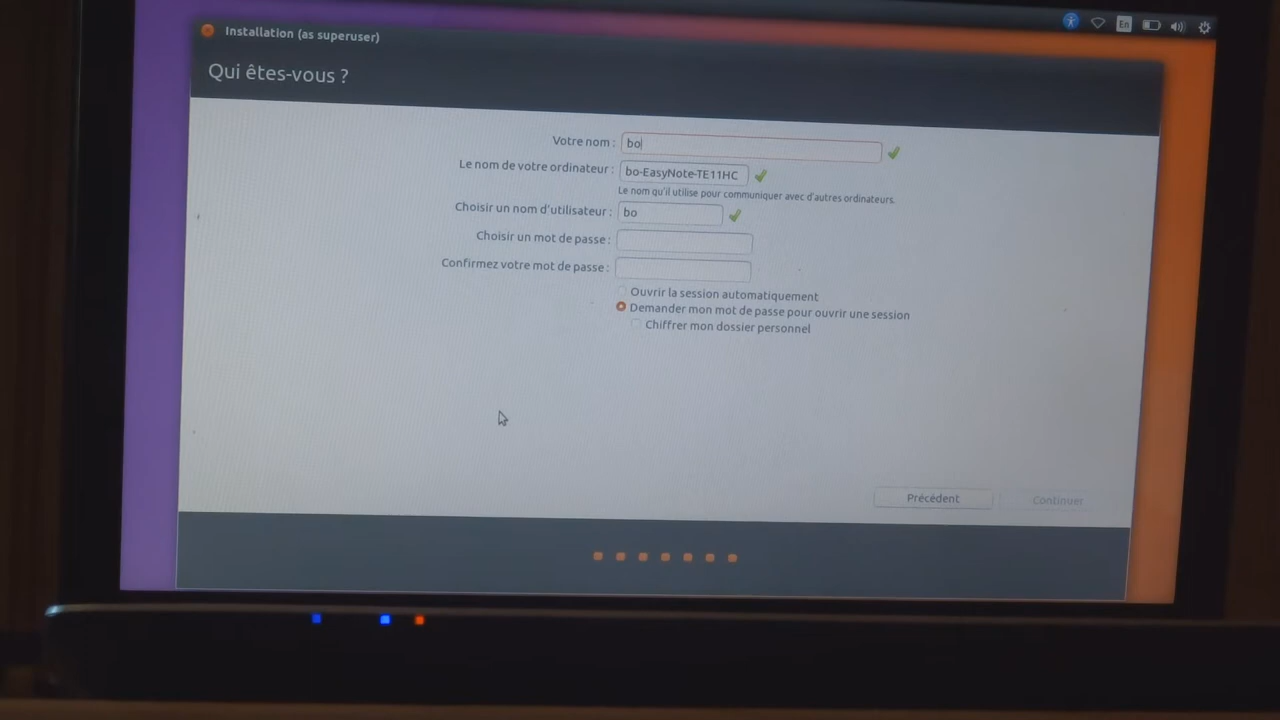 En
Installation (as superuser)
Qui êtes-vous ?
Votre nom : bo
Le nom de votre ordinateur : bo-EasyNote-TE11HC
Le nom qu'il utilise pour communiquer avec d'autres ordinateurs.
Choisir un nom d'utilisateur : bo
Choisir un mot de passe :
Confirmez votre mot de passe :
Ouvrir la session automatiquement
Demander mon mot de passe pour ouvrir une session
Chiffrer mon dossier personnel
Précédent Continuer